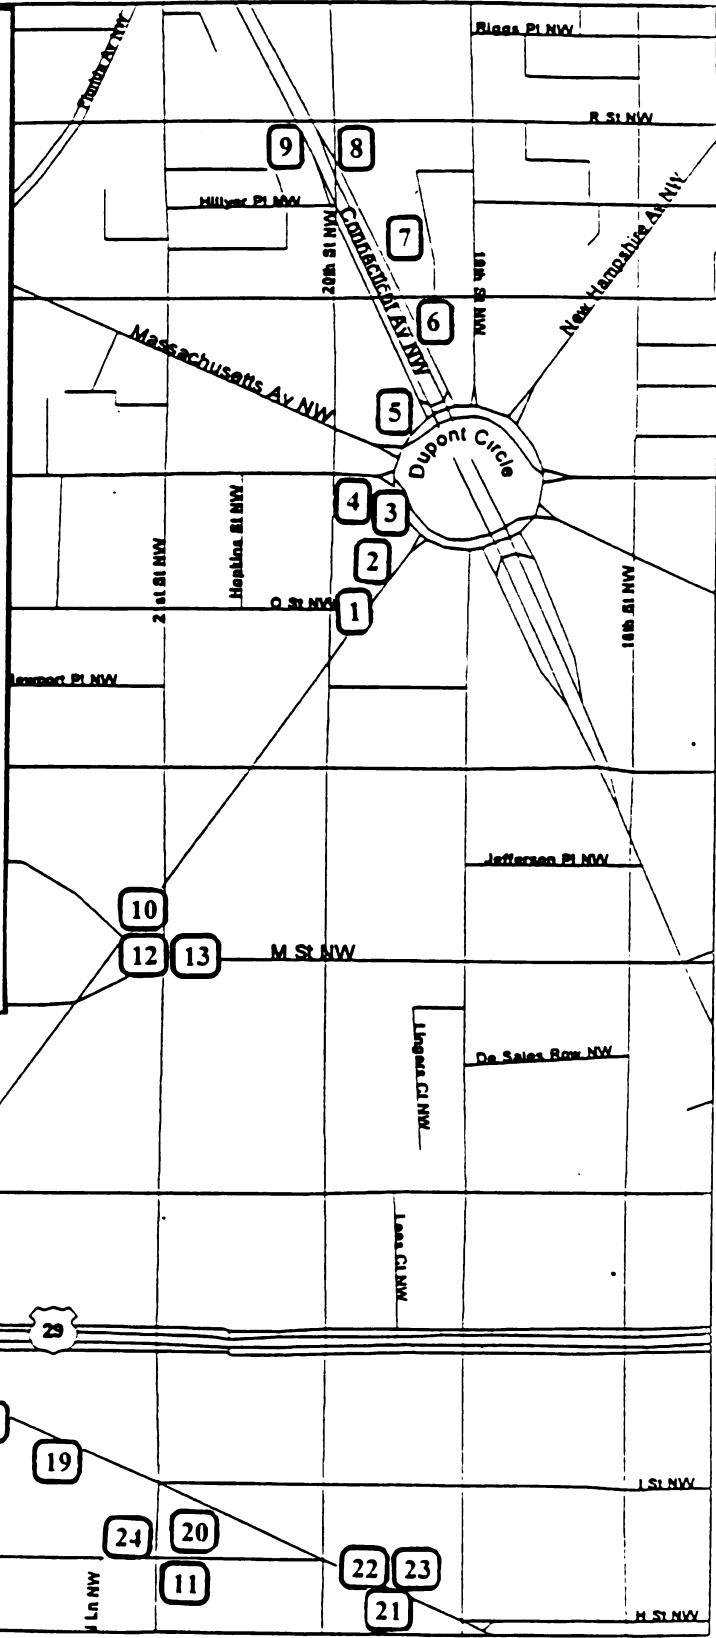 Riggs Pl NW
Florida Av NW
R St NW
9
8
Hillyer Pl NW
7
20th St NW
Connecticut Av NW
New Hampshire Av NW
6
Massachusetts Av NW
5
Dupont Circle
4
3
Hopkins St NW
21st St NW
2
O St NW
1
Newport Pl NW
Jefferson Pl NW
10
12
13
M St NW
De Sales Row NW
Lingers Ct NW
Lees Ct NW
29
19
I St NW
24
20
22
23
11
21
H St NW
Ln NW